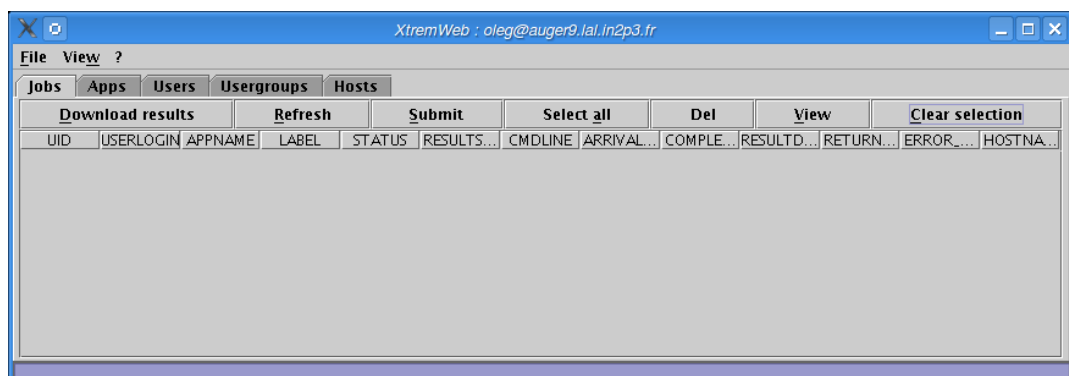 XtremWeb : oleg@auger9.lal.in2p3.fr
File View ?
Jobs Apps Users Usergroups Hosts
Download results Refresh Submit Select all Del View Clear selection
UID USERLOGIN APPNAME LABEL STATUS RESULTS... CMDLINE ARRIVAL... COMPLE... RESULTD... RETURN... ERROR_... HOSTNA...